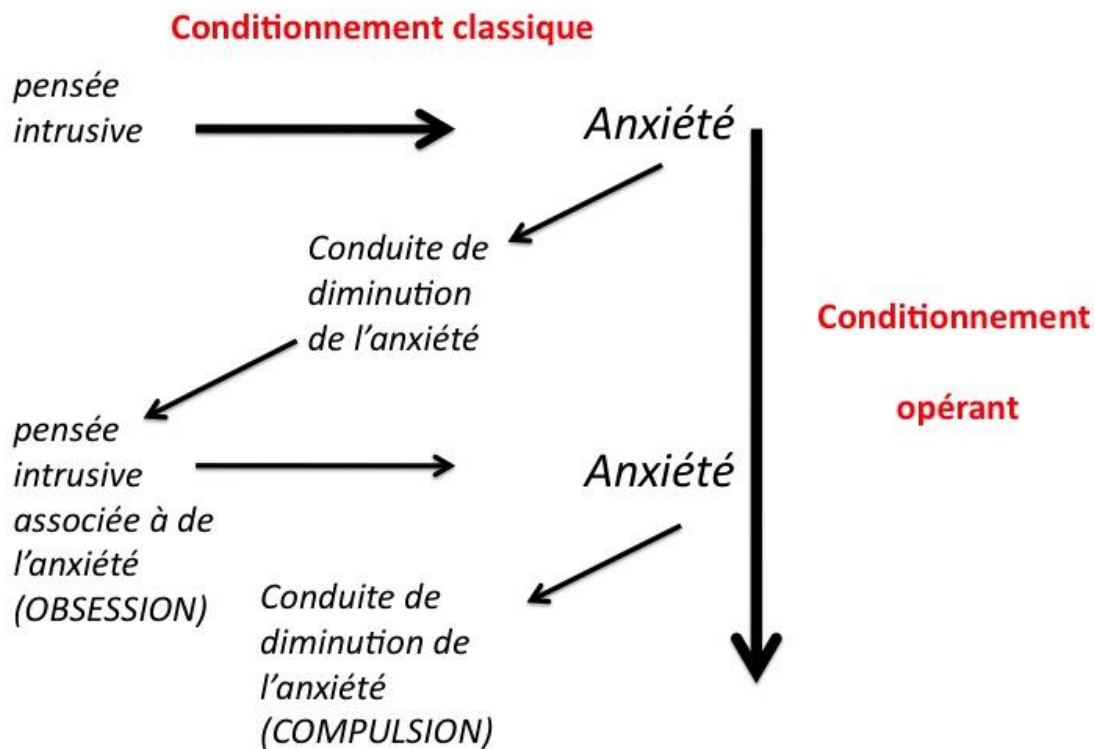 Conditionnement classique
pensée
intrusive
Anxiété
Conduite de
diminution
de l’anxiété
Conditionnement
opérant
pensée
intrusive
associée à de
l’anxiété
(OBSESSION)
Anxiété
Conduite de
diminution de
l’anxiété
(COMPULSION)